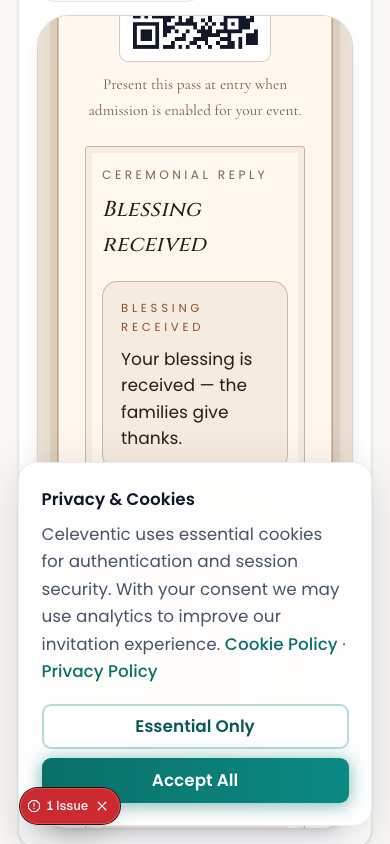 Present this pass at entry when
admission is enabled for your event.
CEREMONIAL REPLY
Blessing
received
BLESSING
RECEIVED
Your blessing is
received — the
families give
thanks.
Privacy & Cookies
Celeventic uses essential cookies
for authentication and session
security. With your consent we may
use analytics to improve our
invitation experience. Cookie Policy ·
Privacy Policy
Essential Only
Accept All
1 Issue